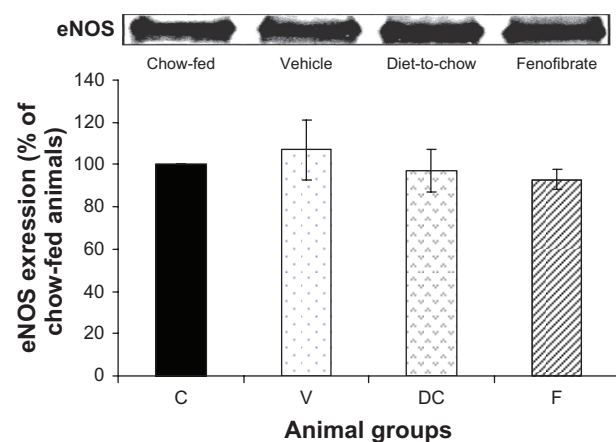 eNOS
Chow-fed Vehicle Diet-to-chow Fenofibrate
eNOS exression (% of
chow-fed animals)
140
120
100
80
60
40
20
0
C V DC F
Animal groups